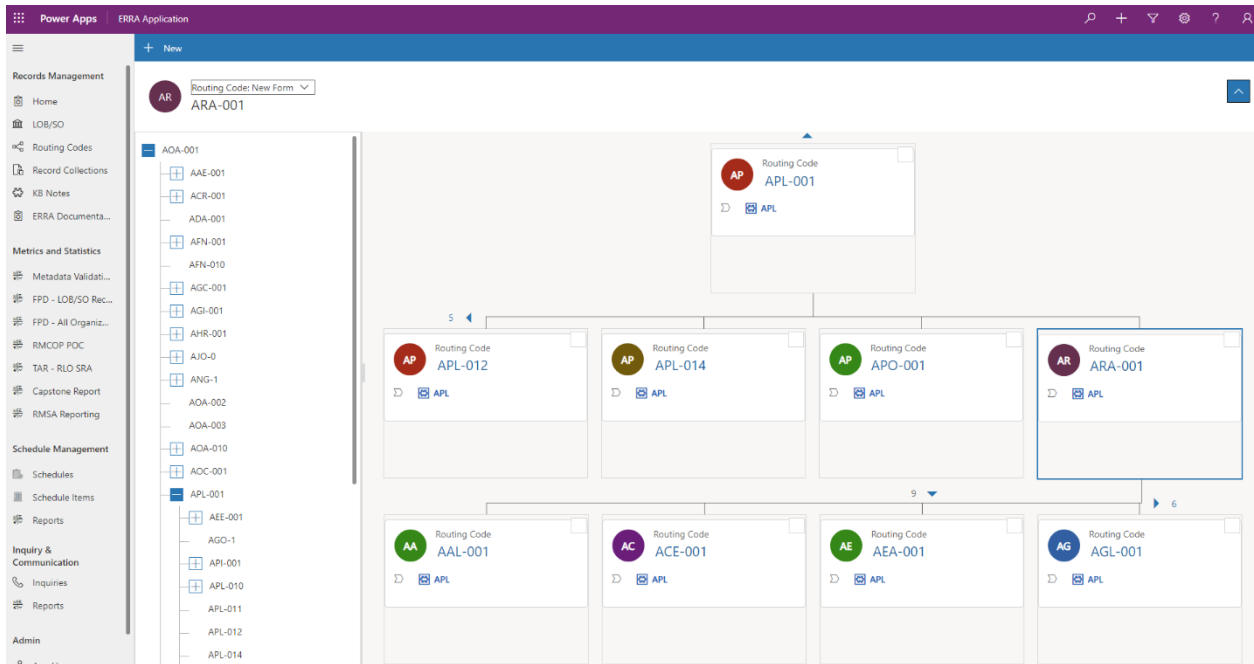 Power Apps ERRA Application
New
Records Management
Home
LOB/SO
Routing Codes
Record Collections
KB Notes
ERRA Documenta...
Metrics and Statistics
Metadata Validati...
FPD - LOB/SO Rec...
FPD - All Organiz...
RMCOP POC
TAR - RLO SRA
Capstone Report
RMSA Reporting
Schedule Management
Schedules
Schedule Items
Reports
Inquiry &
Communication
Inquiries
Reports
Admin
AR
Routing Code: New Form
ARA-001
AOA-001
AAE-001
ACR-001
ADA-001
AFN-001
AFN-010
AGC-001
AGI-001
AHR-001
AJO-0
ANG-1
AOA-002
AOA-003
AOA-010
AOC-001
APL-001
AEE-001
AGO-1
API-001
APL-010
APL-011
APL-012
APL-014
AP
Routing Code
APL-001
APL
5
AP
Routing Code
APL-012
APL
AP
Routing Code
APL-014
APL
AP
Routing Code
APO-001
APL
AR
Routing Code
ARA-001
APL
9
6
AA
Routing Code
AAL-001
APL
AC
Routing Code
ACE-001
APL
AE
Routing Code
AEA-001
APL
AG
Routing Code
AGL-001
APL